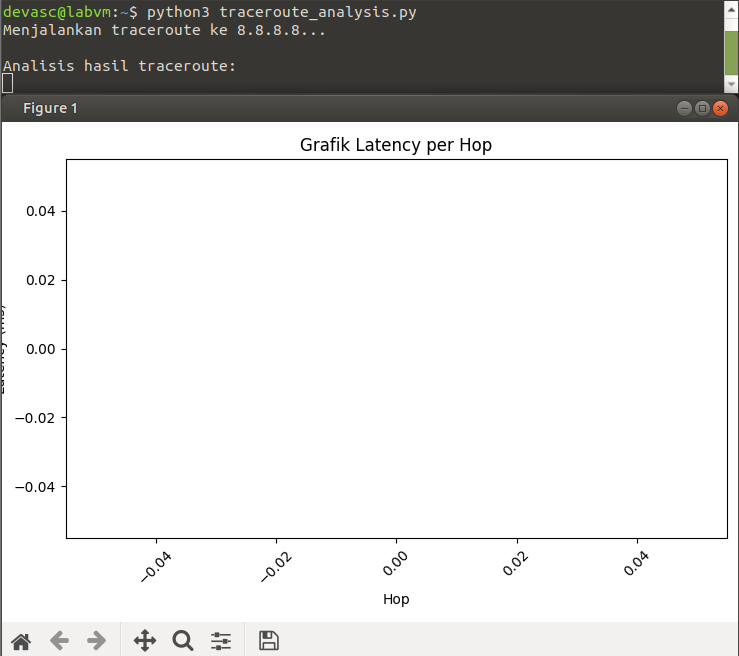 devasc@labvm:~$ python3 traceroute_analysis.py
Menjalankan traceroute ke 8.8.8.8...
Analisis hasil traceroute:
Figure 1
Grafik Latency per Hop
0.04
0.02
0.00
−0.02
−0.04
−0.04
−0.02
0.00
0.02
0.04
Hop